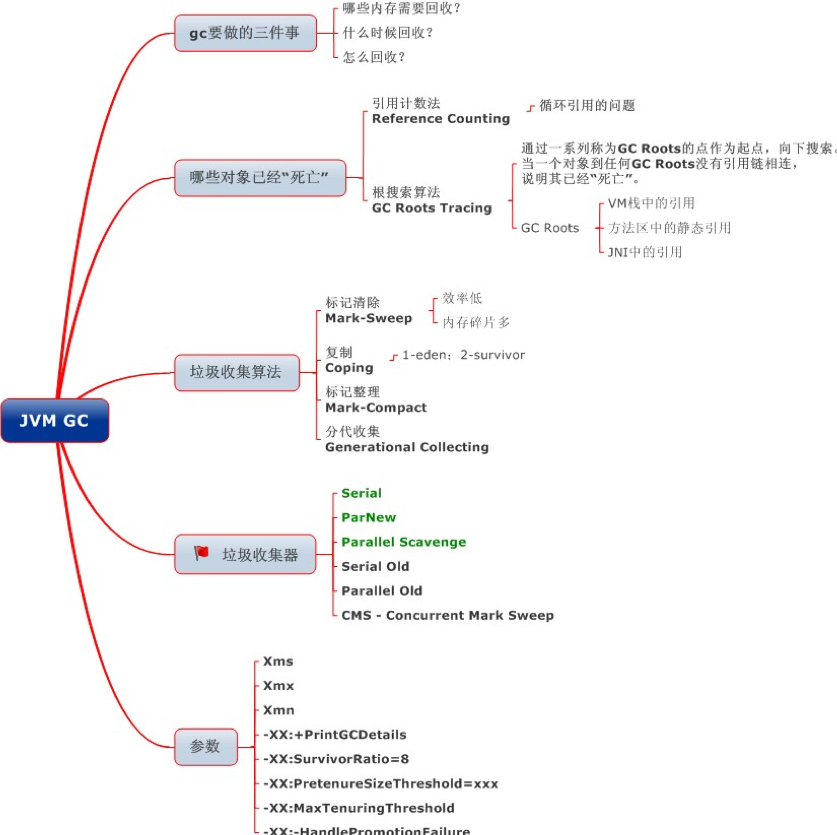 gc要做的三件事
哪些内存需要回收？
什么时候回收？
怎么回收？
哪些对象已经“死亡”
引用计数法
Reference Counting
循环引用的问题
根搜索算法
GC Roots Tracing
通过一系列称为GC Roots的点作为起点，向下搜索，
当一个对象到任何GC Roots没有引用链相连，
说明其已经“死亡”。
GC Roots
VM栈中的引用
方法区中的静态引用
JNI中的引用
垃圾收集算法
标记清除
Mark-Sweep
效率低
内存碎片多
复制
Coping
1-eden；2-survivor
标记整理
Mark-Compact
分代收集
Generational Collecting
JVM GC
垃圾收集器
Serial
ParNew
Parallel Scavenge
Serial Old
Parallel Old
CMS - Concurrent Mark Sweep
参数
Xms
Xmx
Xmn
-XX:+PrintGCDetails
-XX:SurvivorRatio=8
-XX:PretenureSizeThreshold=xxx
-XX:MaxTenuringThreshold
-XX:-HandlePromotionFailure